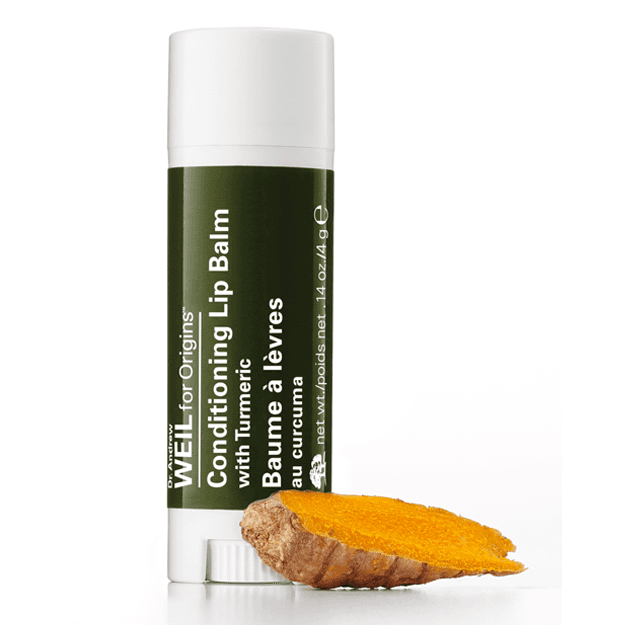 Dr. Andrew
WEIL for Origins™
Conditioning Lip Balm
with Turmeric
Baume à lèvres
au curcuma
net wt./poids net .14 oz./4 g ℮